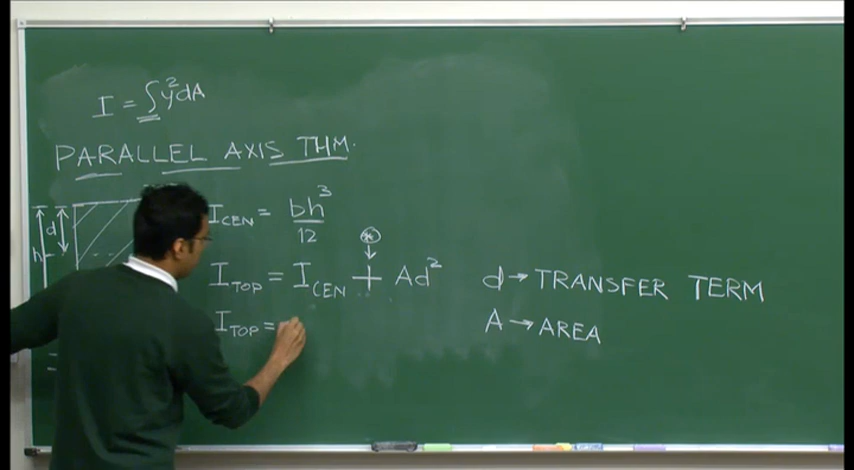 I = ∫y²dA
PARALLEL AXIS THM.
d
h
I_CEN = bh³/12
I_TOP = I_CEN + Ad²
d → TRANSFER TERM
I_TOP =
A → AREA